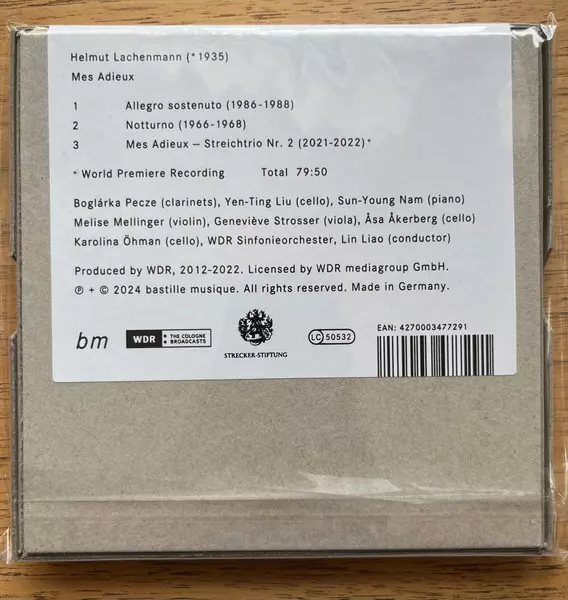 Helmut Lachenmann (*1935)
Mes Adieux
1 Allegro sostenuto (1986-1988)
2 Notturno (1966-1968)
3 Mes Adieux – Streichtrio Nr. 2 (2021-2022)*
* World Premiere Recording Total 79:50
Boglárka Pecze (clarinets), Yen-Ting Liu (cello), Sun-Young Nam (piano)
Melise Mellinger (violin), Geneviève Strosser (viola), Åsa Åkerberg (cello)
Karolina Öhman (cello), WDR Sinfonieorchester, Lin Liao (conductor)
Produced by WDR, 2012-2022. Licensed by WDR mediagroup GmbH.
℗ + © 2024 bastille musique. All rights reserved. Made in Germany.
bm
WDR THE COLOGNE
BROADCASTS
STRECKER-STIFTUNG
LC 50532
EAN: 4270003477291